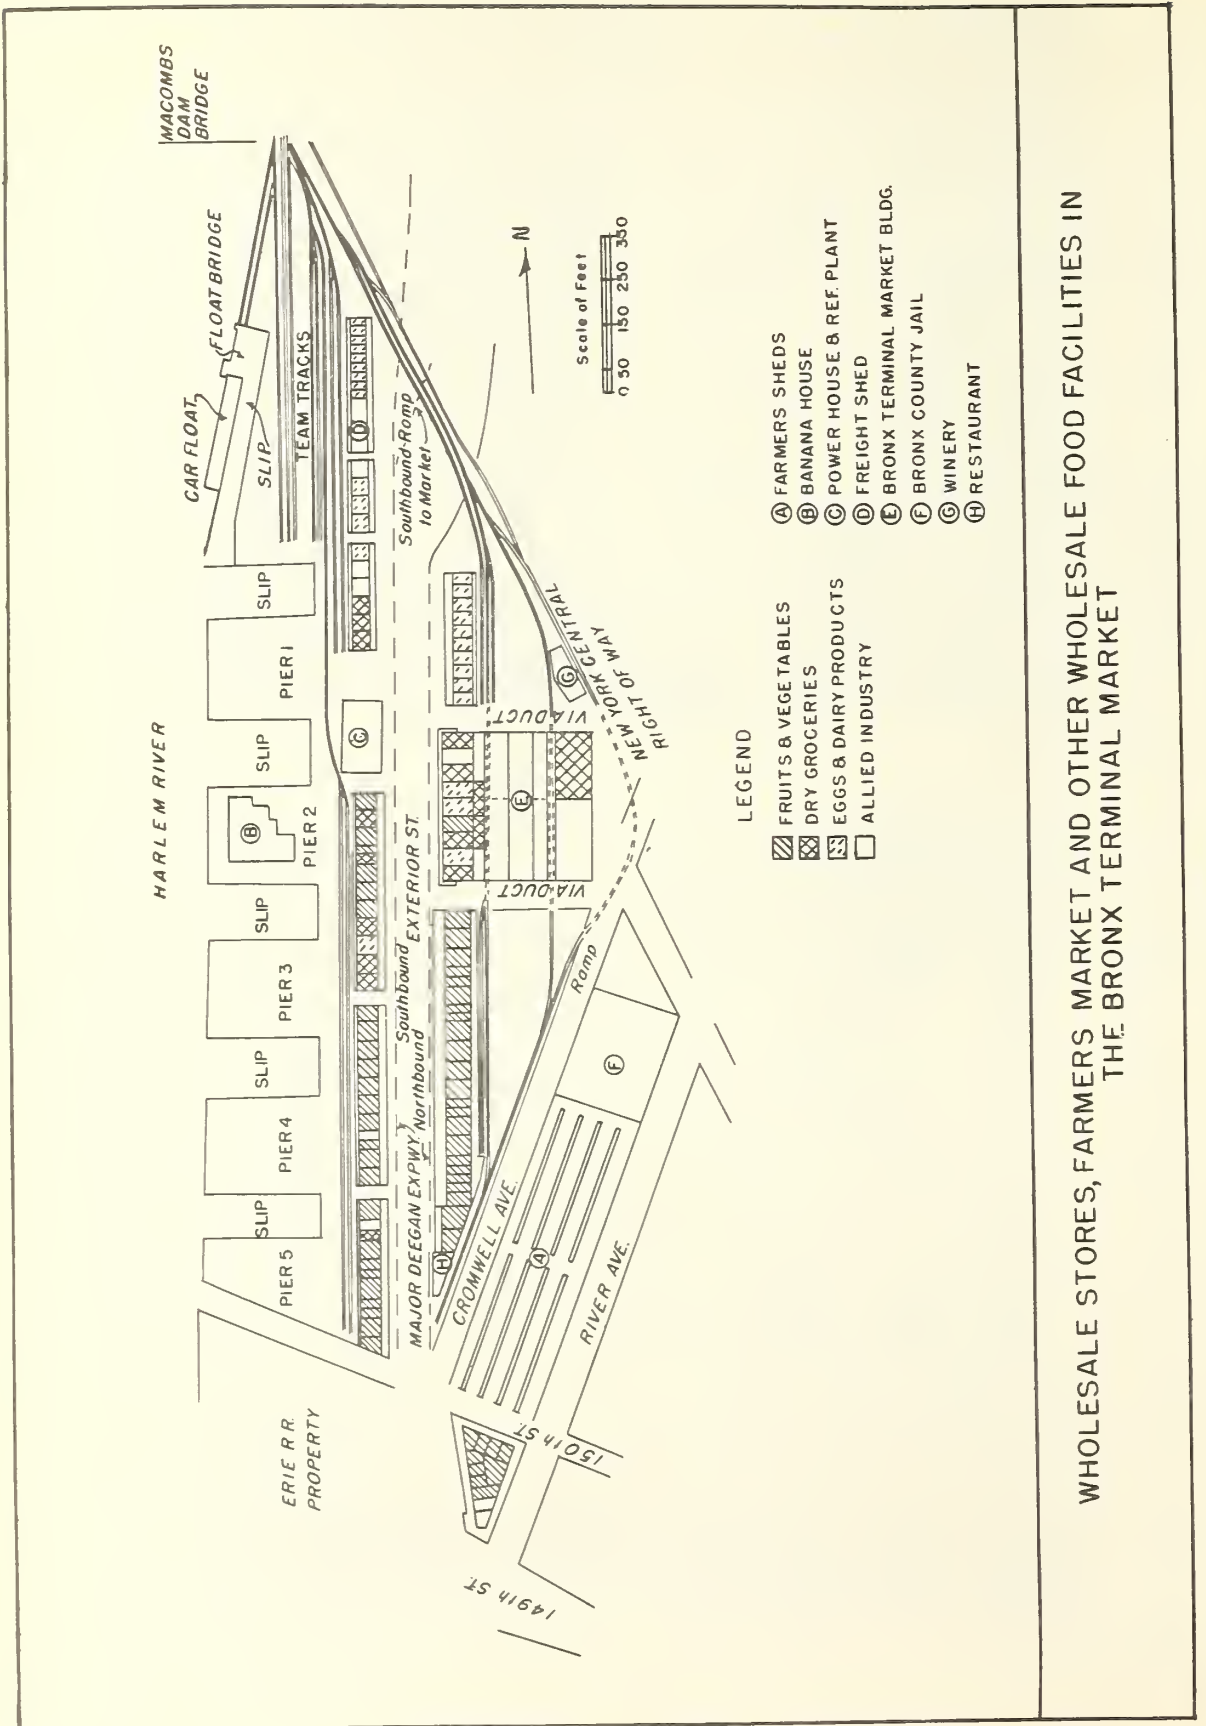 HARLEM RIVER
MACOMBS
DAM
BRIDGE
CAR FLOAT
FLOAT BRIDGE
SLIP
TEAM TRACKS
ERIE R R.
PROPERTY
PIER 5
SLIP
PIER 4
SLIP
PIER 3
SLIP
PIER 2
B
SLIP
PIER 1
SLIP
C
D
MAJOR DEEGAN EXPWY.
Southbound
Northbound
EXTERIOR ST.
Southbound Ramp
to Market
H
E
VIADUCT
VIADUCT
G
NEW YORK CENTRAL
RIGHT OF WAY
CROMWELL AVE.
Ramp
A
F
RIVER AVE.
150th ST.
149th ST.
N
Scale of Feet
0 50 150 250 350
LEGEND
FRUITS & VEGETABLES
DRY GROCERIES
EGGS & DAIRY PRODUCTS
ALLIED INDUSTRY
A FARMERS SHEDS
B BANANA HOUSE
C POWER HOUSE & REF. PLANT
D FREIGHT SHED
E BRONX TERMINAL MARKET BLDG.
F BRONX COUNTY JAIL
G WINERY
H RESTAURANT
WHOLESALE STORES, FARMERS MARKET AND OTHER WHOLESALE FOOD FACILITIES IN
THE BRONX TERMINAL MARKET